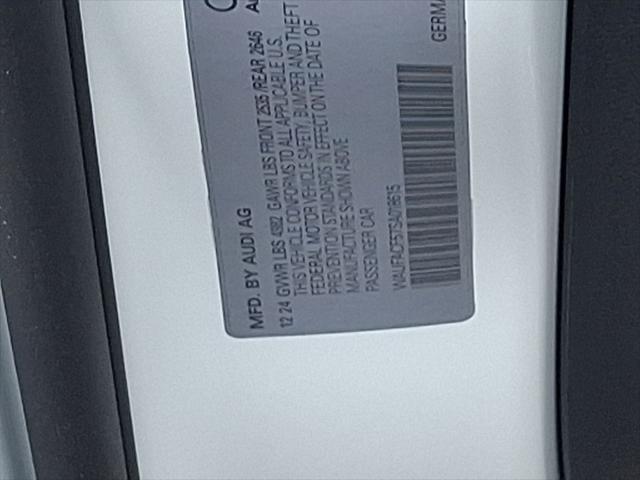 MFD. BY AUDI AG
12 24 GVWR LBS 4982 GAWR LBS FRONT 2535 /REAR 2646
THIS VEHICLE CONFORMS TO ALL APPLICABLE U.S.
FEDERAL MOTOR VEHICLE SAFETY, BUMPER AND THEFT
PREVENTION STANDARDS IN EFFECT ON THE DATE OF
MANUFACTURE SHOWN ABOVE
PASSENGER CAR GERMA
WAUFACF57SA018615